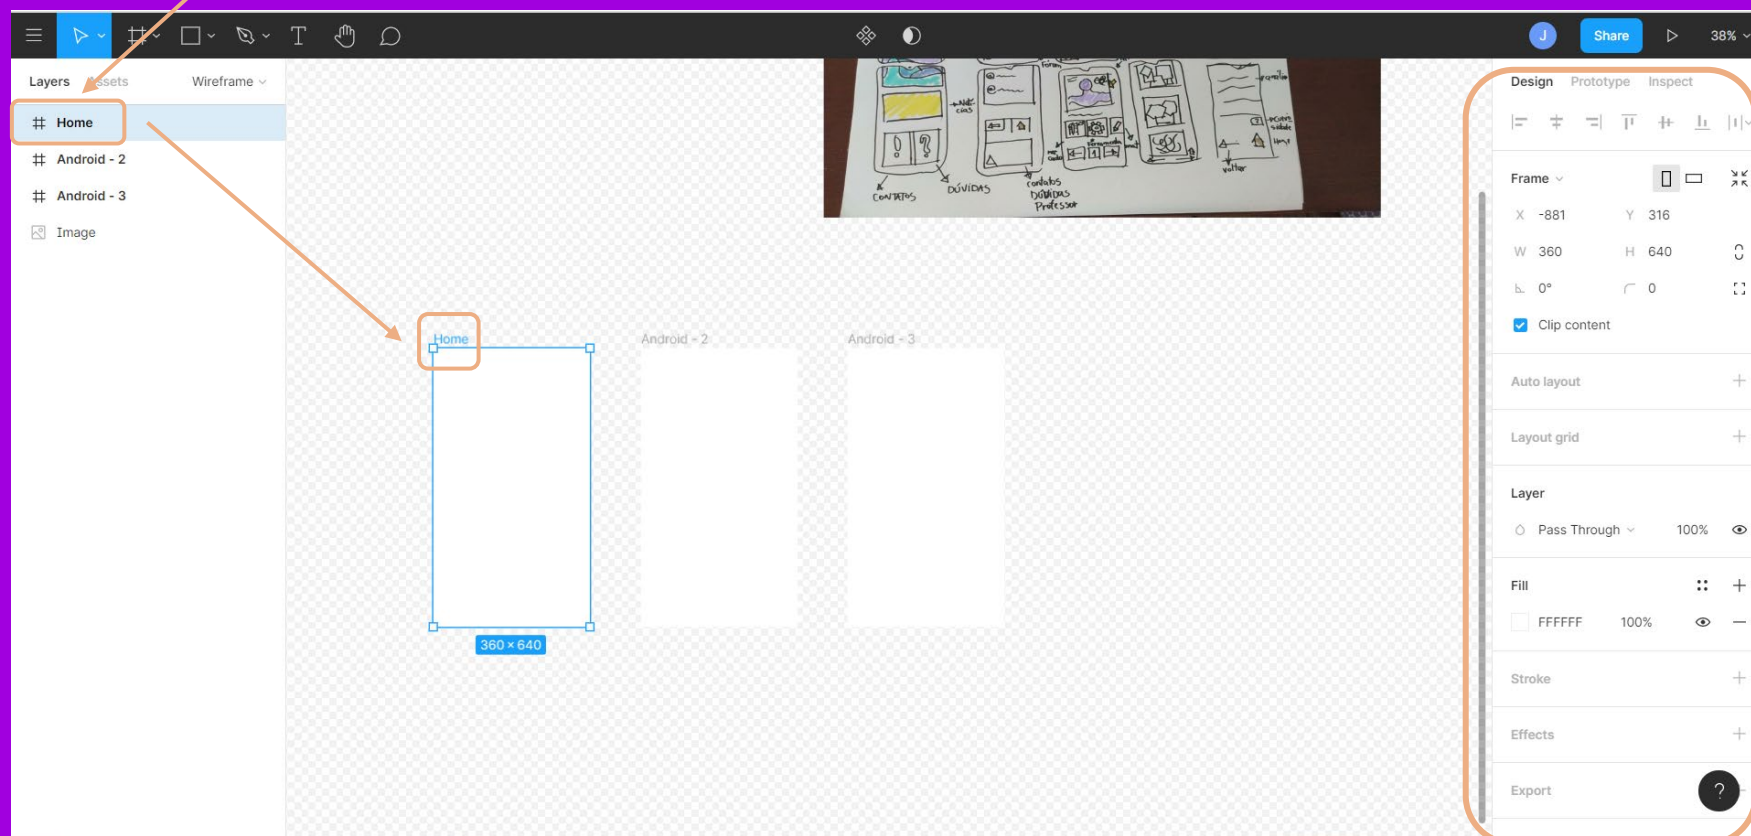 J
Share
38%
Layers
Assets
Wireframe
Home
Android - 2
Android - 3
Image
CONTATOS
DÚVIDAS
contatos
DÚVIDAS
Professor
voltar
Home
Home
Android - 2
Android - 3
360 × 640
Design
Prototype
Inspect
Frame
X -881
Y 316
W 360
H 640
0°
0
Clip content
Auto layout
Layout grid
Layer
Pass Through
100%
Fill
FFFFFF
100%
Stroke
Effects
Export
?